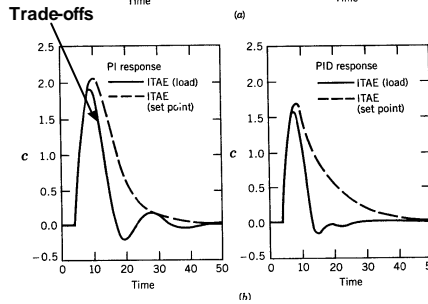 Time
Time
Trade-offs
(a)
2.5
2.0
1.5
1.0
0.5
0.0
−0.5
c
PI response
ITAE (load)
ITAE
(set point)
0
10
20
30
40
50
Time
2.5
2.0
1.5
1.0
0.5
0.0
−0.5
c
PID response
ITAE (load)
ITAE
(set point)
0
10
20
30
40
Time
(b)